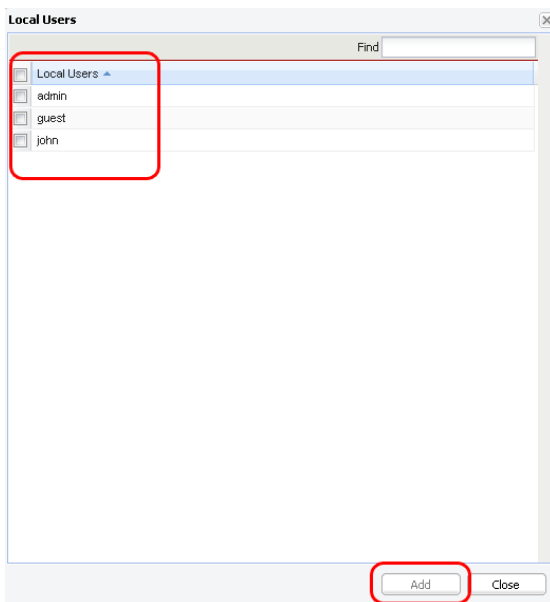 Local Users
Find
Local Users
admin
guest
john
Add Close